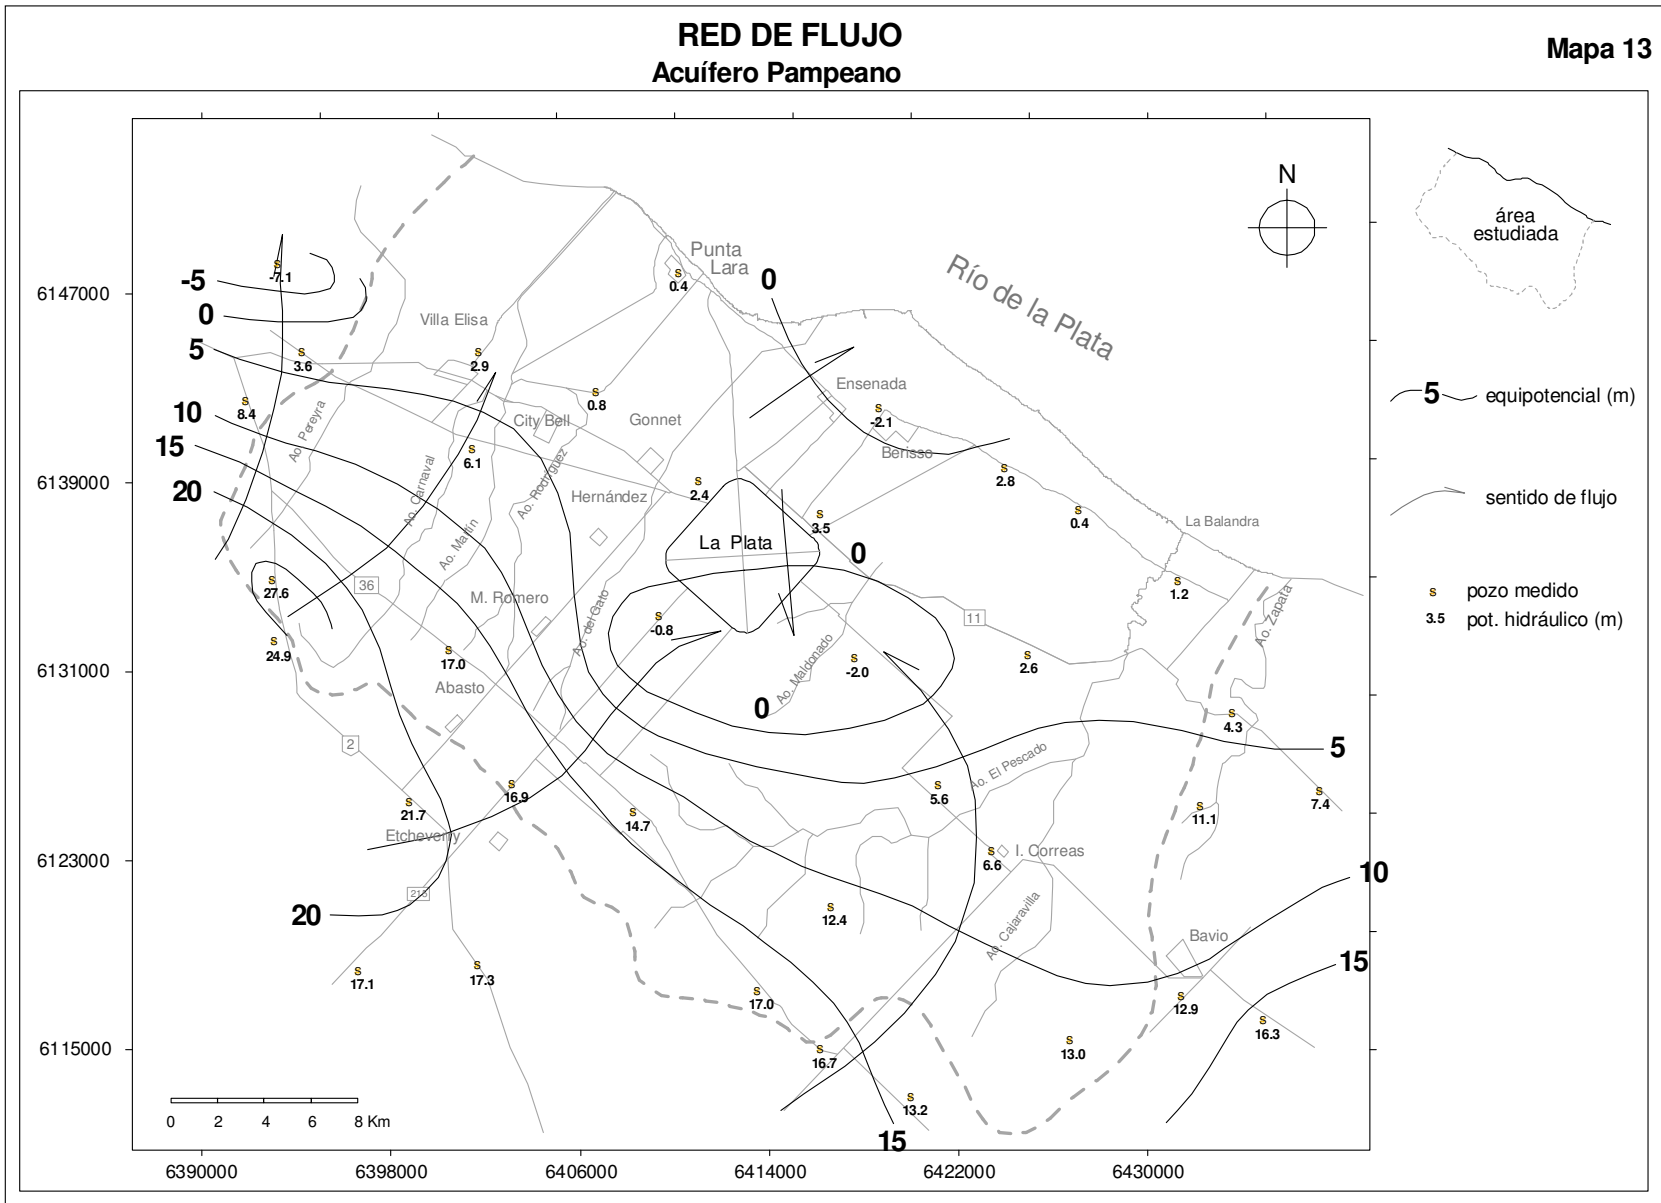 RED DE FLUJO
Acuífero Pampeano
Mapa 13
N
Río de la Plata
Punta
Lara
Villa Elisa
City Bell
Gonnet
Hernández
Ensenada
Berisso
La Balandra
La Plata
M. Romero
Abasto
Etcheverry
I. Correas
Bavio
Ao. Pereyra
Ao. Carnaval
Ao. Martín
Ao. Rodríguez
Ao. del Gato
Ao. Maldonado
Ao. El Pescado
Ao. Cajaravilla
Ao. Zapata
36
2
215
11
-5
0
5
10
15
20
20
0
0
0
5
10
15
15
s -7.1
s 0.4
s 3.6
s 2.9
s 8.4
s 0.8
s -2.1
s 6.1
s 2.4
s 2.8
s 3.5
s 0.4
s 27.6
s 1.2
s -0.8
s 24.9
s 17.0
s -2.0
s 2.6
s 4.3
s 16.9
s 21.7
s 14.7
s 5.6
s 7.4
s 11.1
s 6.6
s 12.4
s 17.1
s 17.3
s 17.0
s 12.9
s 16.3
s 13.0
s 16.7
s 13.2
6147000
6139000
6131000
6123000
6115000
6390000 6398000 6406000 6414000 6422000 6430000
0 2 4 6 8 Km
área
estudiada
5 equipotencial (m)
sentido de flujo
s pozo medido
3.5 pot. hidráulico (m)